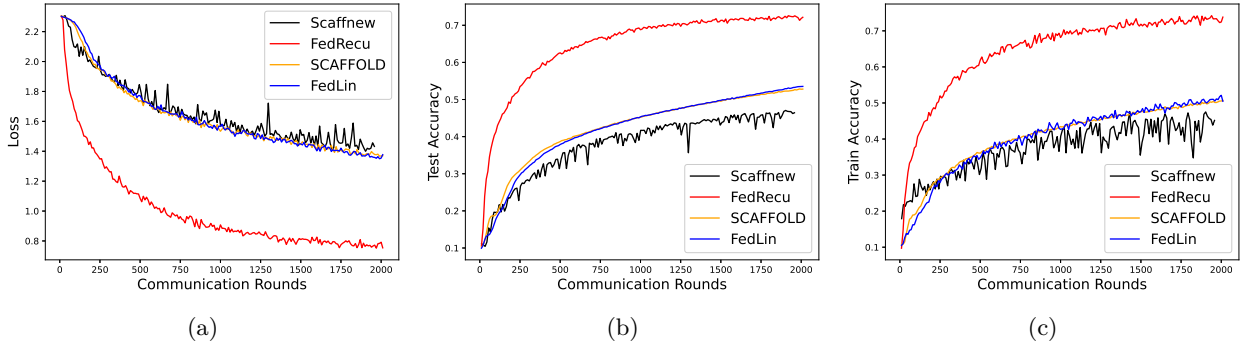 2.2
2.0
1.8
1.6
1.4
1.2
1.0
0.8
Loss
0 250 500 750 1000 1250 1500 1750 2000
Communication Rounds
Scaffnew
FedRecu
SCAFFOLD
FedLin
(a)
0.7
0.6
0.5
0.4
0.3
0.2
0.1
Test Accuracy
0 250 500 750 1000 1250 1500 1750 2000
Communication Rounds
Scaffnew
FedRecu
SCAFFOLD
FedLin
(b)
0.7
0.6
0.5
0.4
0.3
0.2
0.1
Train Accuracy
0 250 500 750 1000 1250 1500 1750 2000
Communication Rounds
Scaffnew
FedRecu
SCAFFOLD
FedLin
(c)